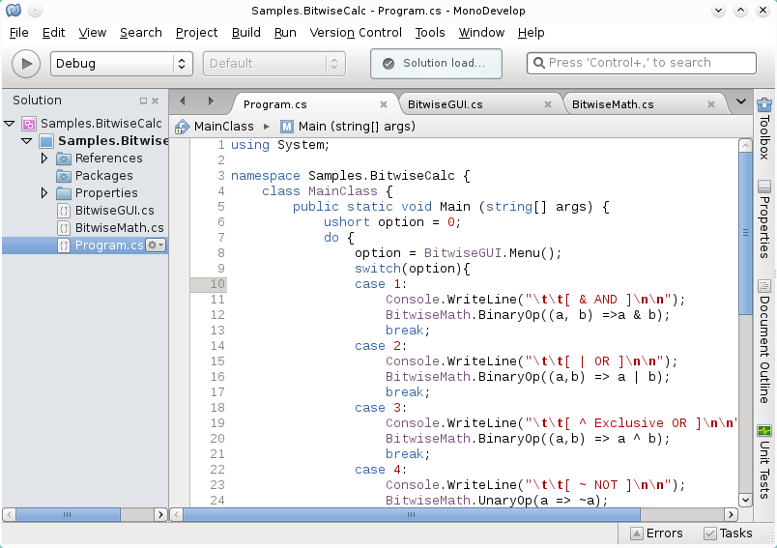 Samples.BitwiseCalc - Program.cs - MonoDevelop
File Edit View Search Project Build Run Version Control Tools Window Help
Debug Default Solution load... Press 'Control+,' to search
Solution
Samples.BitwiseCalc
Samples.Bitwise
References
Packages
Properties
BitwiseGUI.cs
BitwiseMath.cs
Program.cs
Program.cs BitwiseGUI.cs BitwiseMath.cs
MainClass Main (string[] args)
1 using System;
2
3 namespace Samples.BitwiseCalc {
4 class MainClass {
5 public static void Main (string[] args) {
6 ushort option = 0;
7 do {
8 option = BitwiseGUI.Menu();
9 switch(option){
10 case 1:
11 Console.WriteLine("\t\t[ & AND ]\n\n");
12 BitwiseMath.BinaryOp((a, b) =>a & b);
13 break;
14 case 2:
15 Console.WriteLine("\t\t[ | OR ]\n\n");
16 BitwiseMath.BinaryOp((a,b) => a | b);
17 break;
18 case 3:
19 Console.WriteLine("\t\t[ ^ Exclusive OR ]\n\n"
20 BitwiseMath.BinaryOp((a,b) => a ^ b);
21 break;
22 case 4:
23 Console.WriteLine("\t\t[ ~ NOT ]\n\n");
24 BitwiseMath.UnaryOp(a => ~a);
Toolbox
Properties
Document Outline
Unit Tests
Errors Tasks